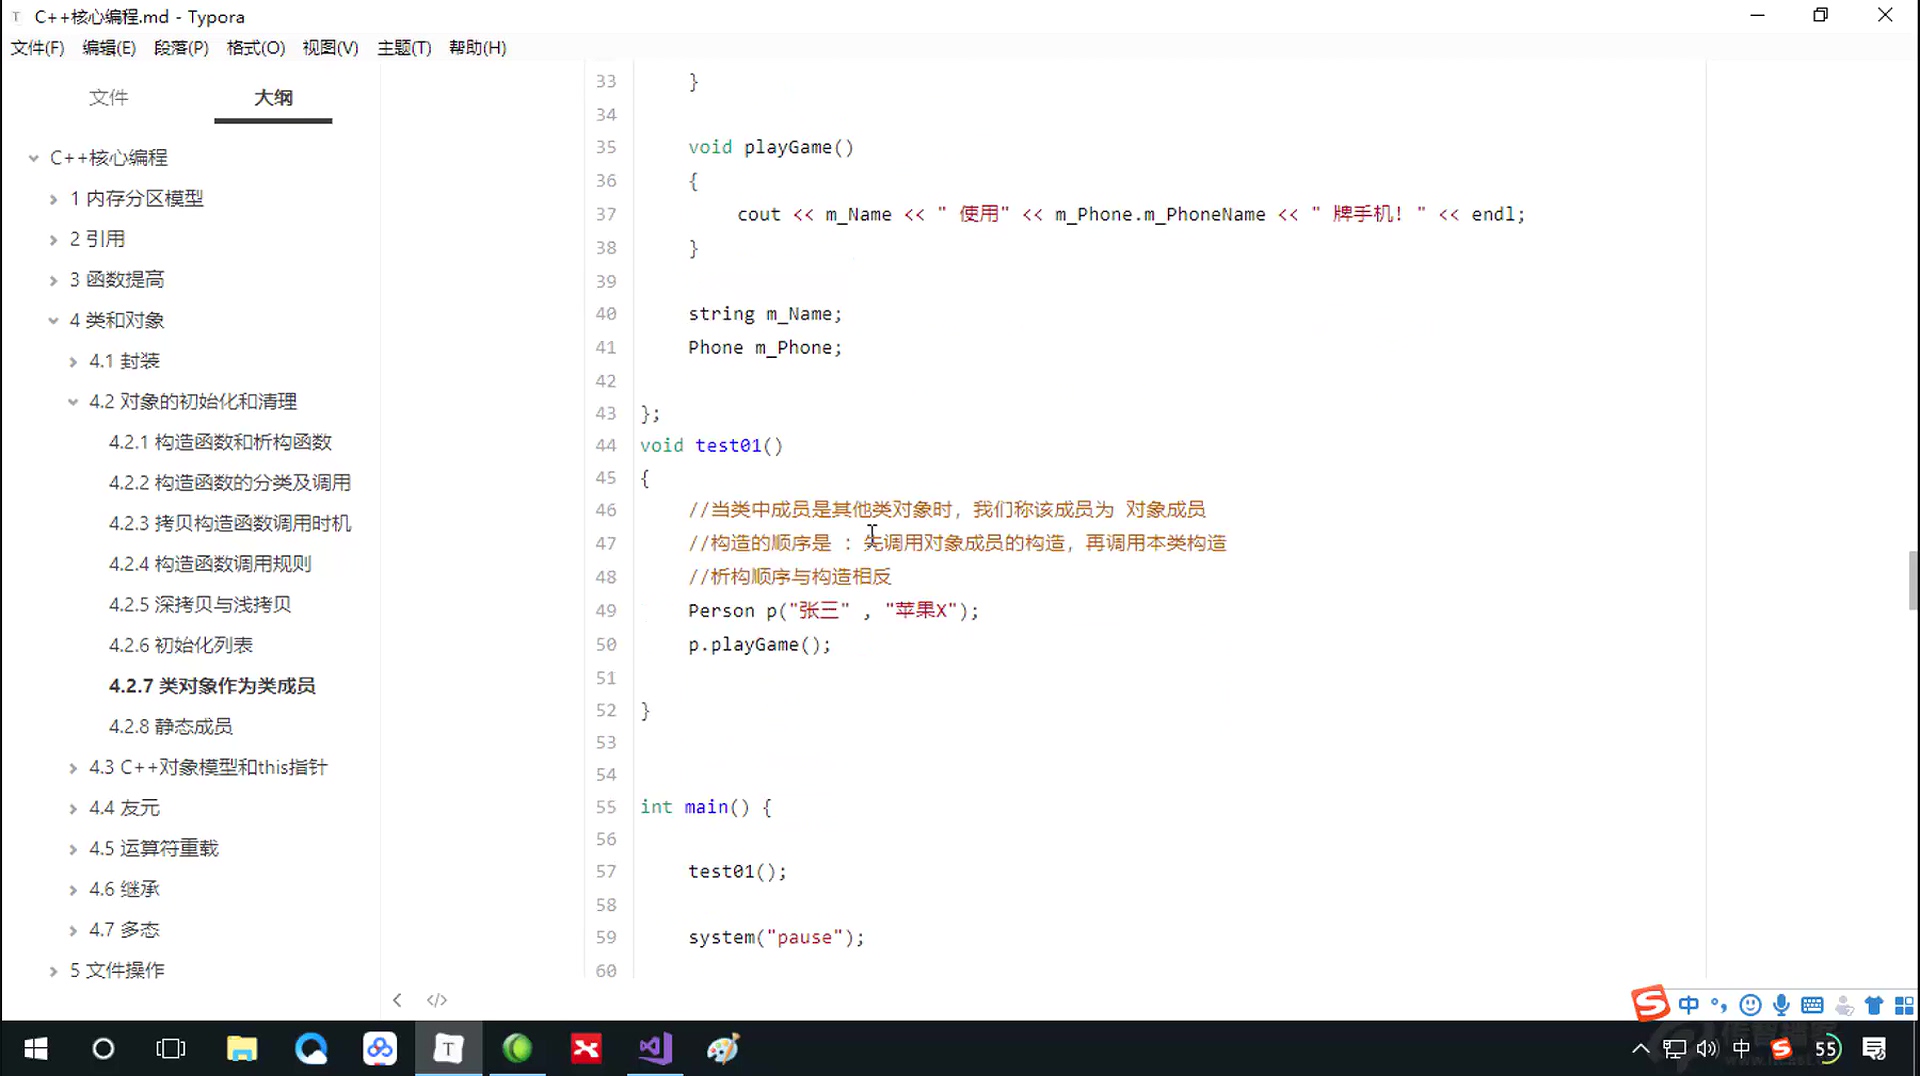 C++核心编程.md - Typora
文件(F) 编辑(E) 段落(P) 格式(O) 视图(V) 主题(T) 帮助(H)
文件 大纲
C++核心编程
1 内存分区模型
2 引用
3 函数提高
4 类和对象
4.1 封装
4.2 对象的初始化和清理
4.2.1 构造函数和析构函数
4.2.2 构造函数的分类及调用
4.2.3 拷贝构造函数调用时机
4.2.4 构造函数调用规则
4.2.5 深拷贝与浅拷贝
4.2.6 初始化列表
4.2.7 类对象作为类成员
4.2.8 静态成员
4.3 C++对象模型和this指针
4.4 友元
4.5 运算符重载
4.6 继承
4.7 多态
5 文件操作
33 }
34
35 void playGame()
36 {
37 cout << m_Name << " 使用" << m_Phone.m_PhoneName << " 牌手机! " << endl;
38 }
39
40 string m_Name;
41 Phone m_Phone;
42
43 };
44 void test01()
45 {
46 //当类中成员是其他类对象时，我们称该成员为 对象成员
47 //构造的顺序是 ：先调用对象成员的构造，再调用本类构造
48 //析构顺序与构造相反
49 Person p("张三" , "苹果X");
50 p.playGame();
51
52 }
53
54
55 int main() {
56
57 test01();
58
59 system("pause");
60
中
中 55